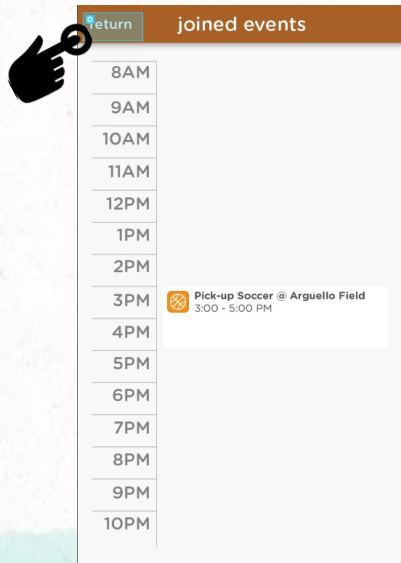 return
joined events
8AM
9AM
10AM
11AM
12PM
1PM
2PM
3PM
Pick-up Soccer @ Arguello Field
3:00 - 5:00 PM
4PM
5PM
6PM
7PM
8PM
9PM
10PM